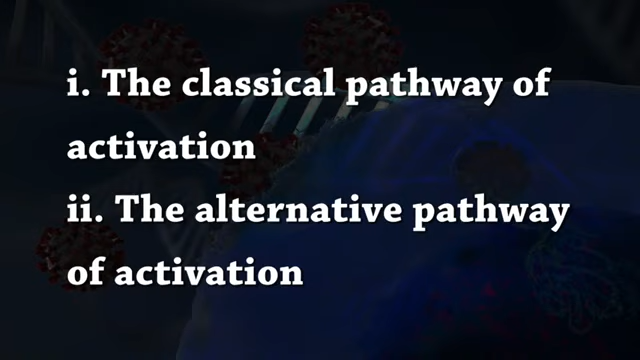 i. The classical pathway of
activation
ii. The alternative pathway
of activation